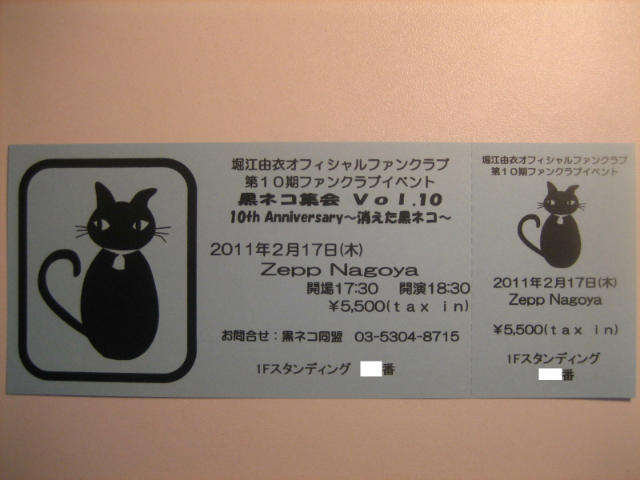 堀江由衣オフィシャルファンクラブ
第10期ファンクラブイベント
黒ネコ集会 Vol.10
10th Anniversary～消えた黒ネコ～
2011年2月17日(木)
Zepp Nagoya
開場17:30 開演18:30
¥5,500(tax in)
お問合せ：黒ネコ同盟 03-5304-8715
1Fスタンディング 番
堀江由衣オフィシャルファンクラブ
第10期ファンクラブイベント
2011年2月17日(木)
Zepp Nagoya
¥5,500(tax in)
1Fスタンディング
番